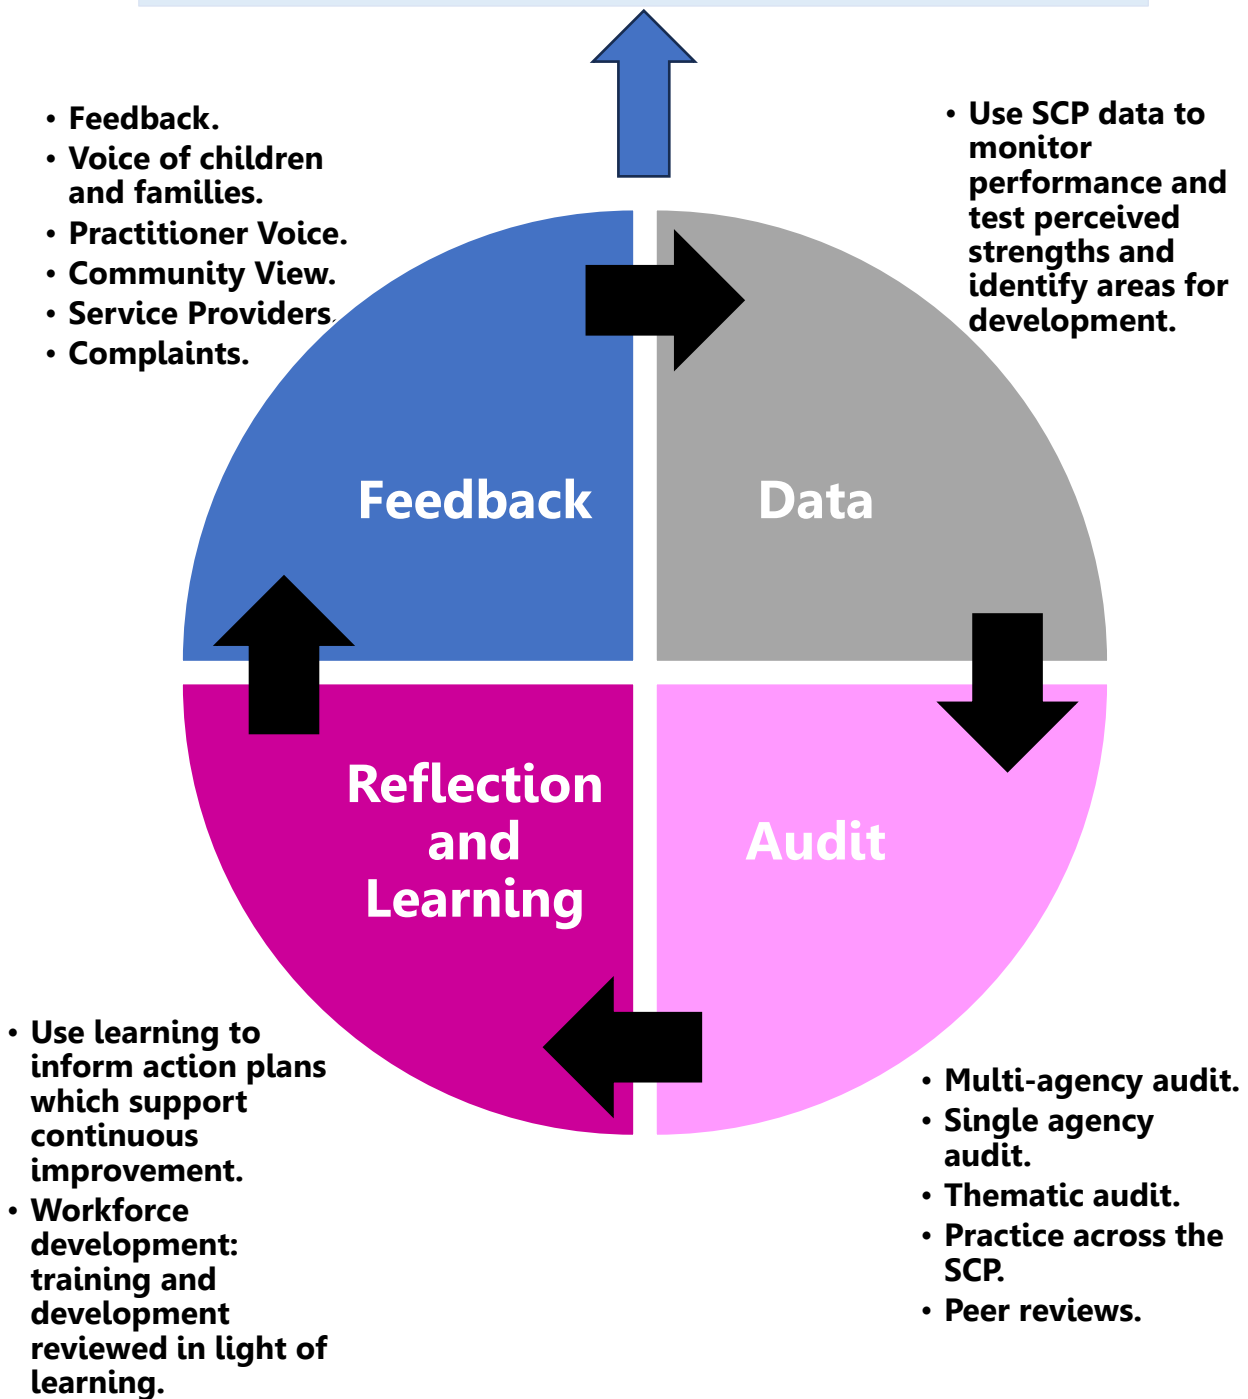 • Feedback.
• Voice of children
and families.
• Practitioner Voice.
• Community View.
• Service Providers.
• Complaints.
• Use SCP data to
monitor
performance and
test perceived
strengths and
identify areas for
development.
Feedback
Data
Reflection
and
Learning
Audit
• Use learning to
inform action plans
which support
continuous
improvement.
• Workforce
development:
training and
development
reviewed in light of
learning.
• Multi-agency audit.
• Single agency
audit.
• Thematic audit.
• Practice across the
SCP.
• Peer reviews.